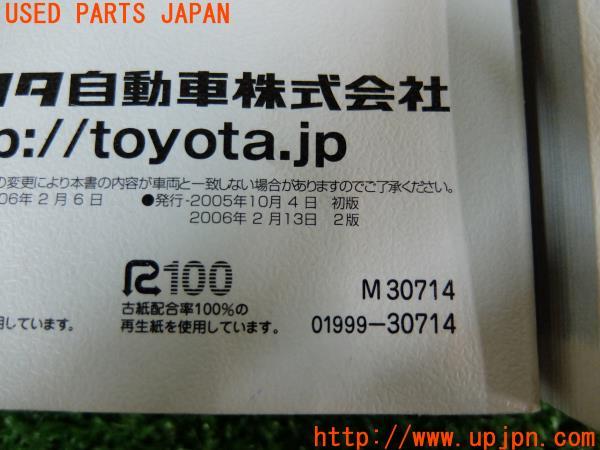 USED PARTS JAPAN
タ自動車株式会社
://toyota.jp
変更により本書の内容が車両と一致しない場合がありますのでご了承ください。
06年2月6日 ●発行-2005年10月4日 初版
2006年2月13日 2版
R100
古紙配合率100%の
再生紙を使用しています。
用しています。
M30714
01999-30714
http://www.upjpn.com/